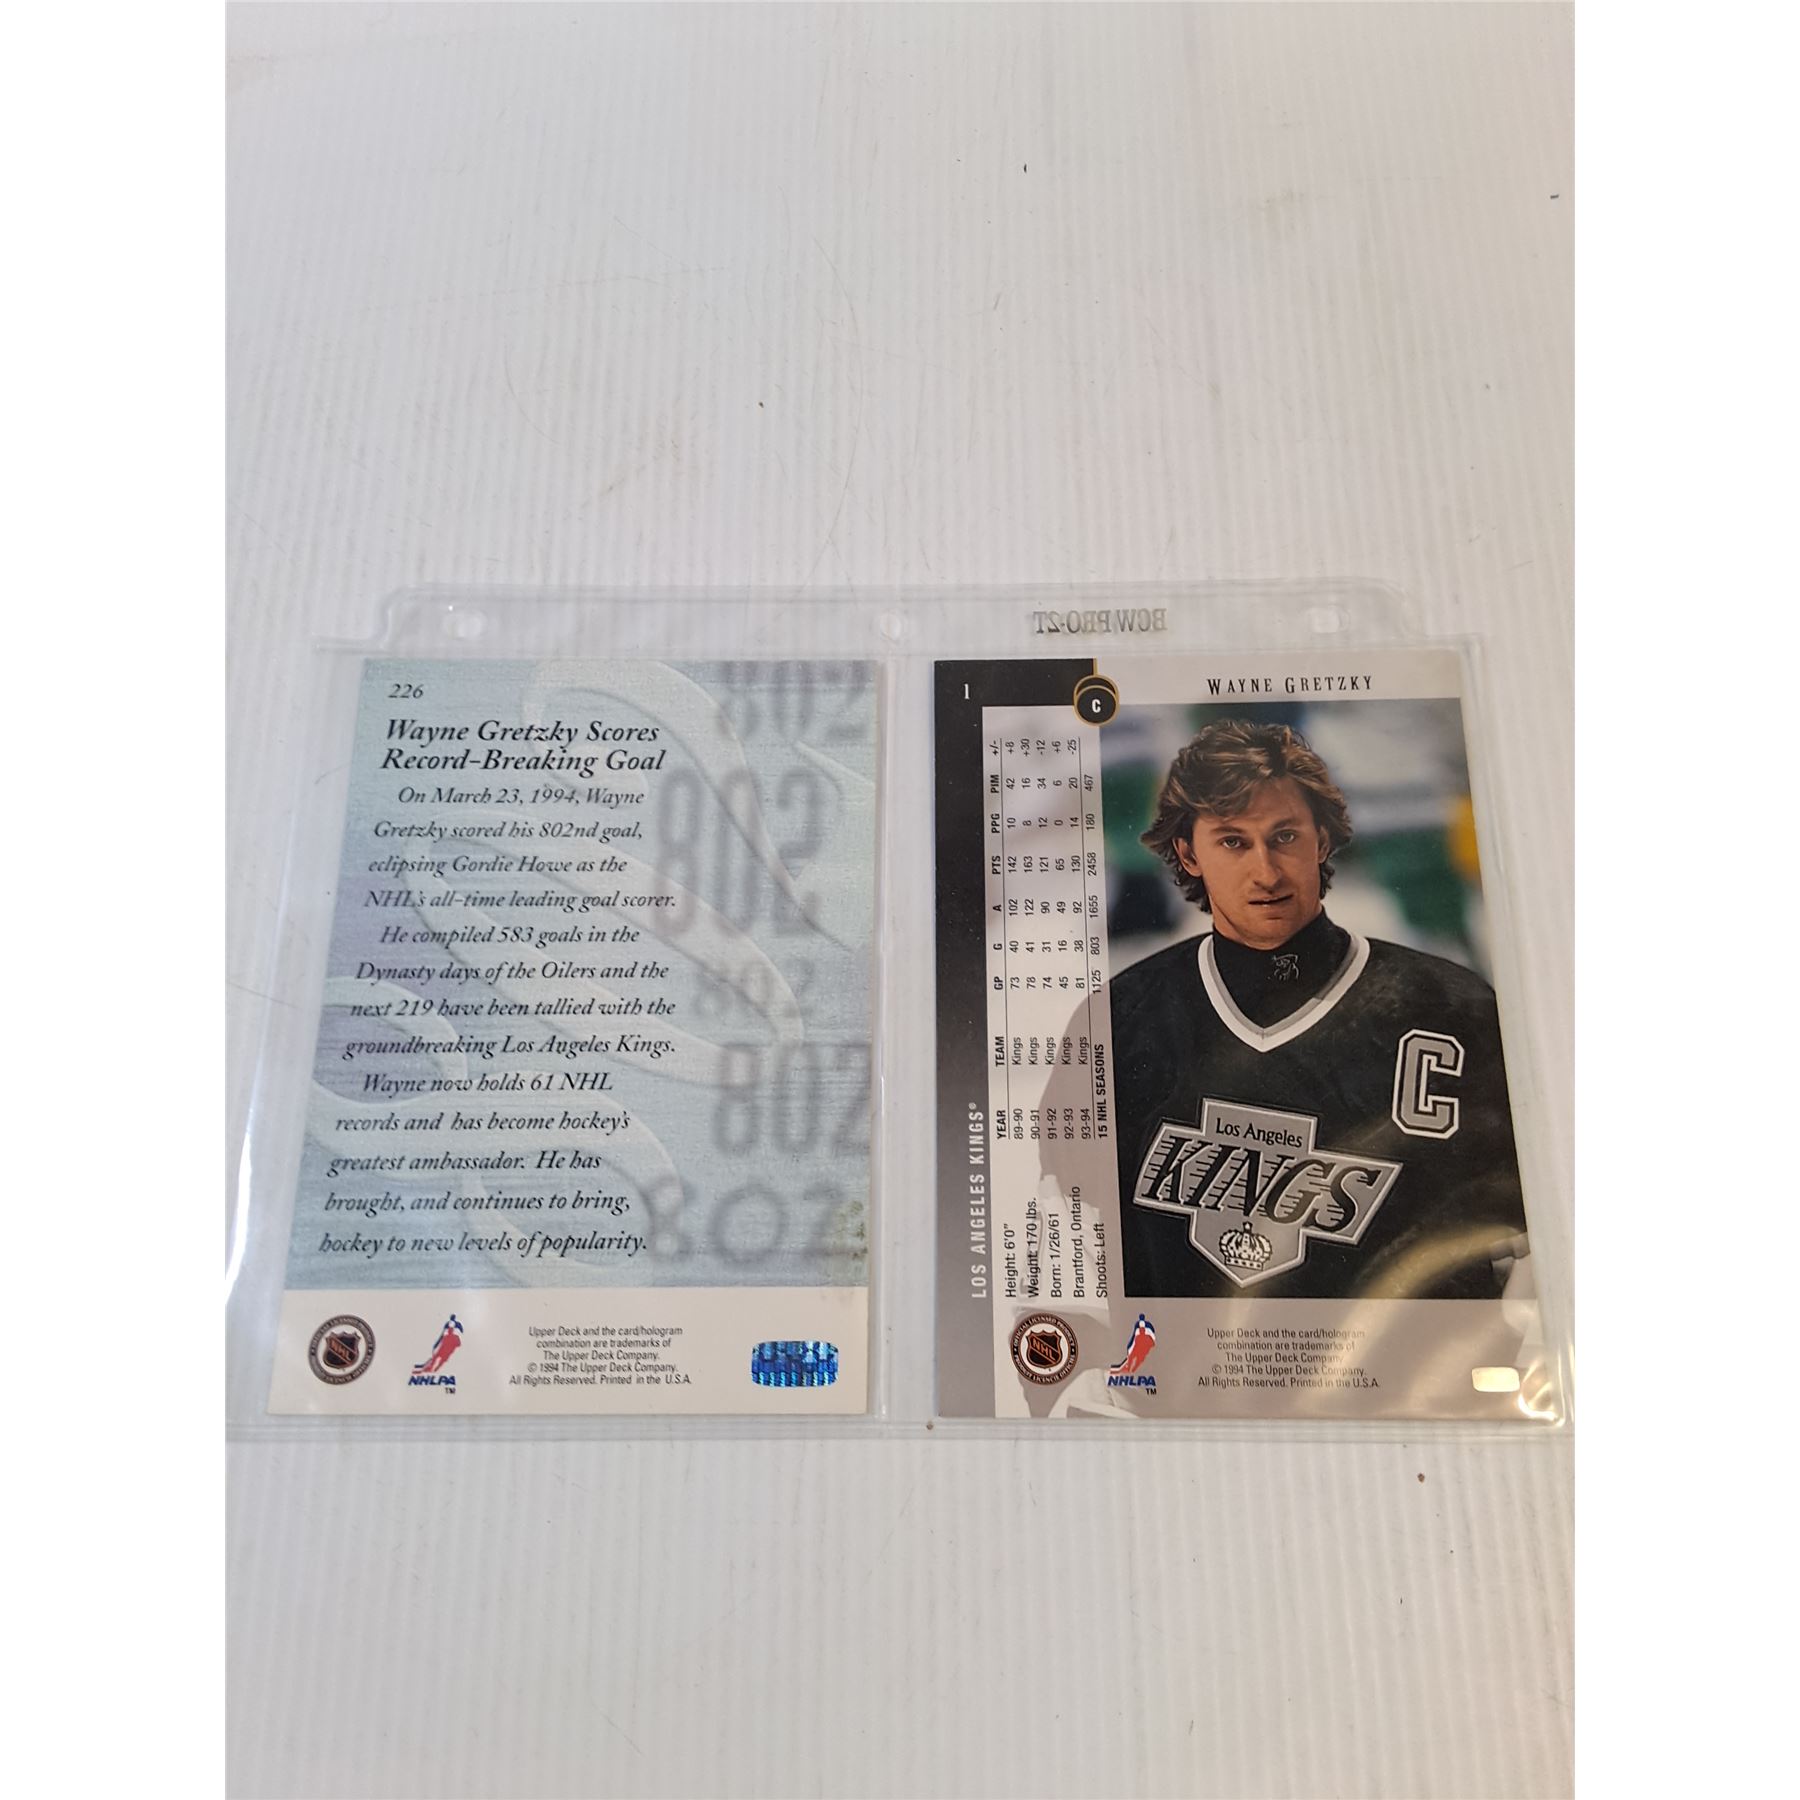 BCW PRO-2T
226
Wayne Gretzky Scores
Record-Breaking Goal
On March 23, 1994, Wayne
Gretzky scored his 802nd goal,
eclipsing Gordie Howe as the
NHL's all-time leading goal scorer.
He compiled 583 goals in the
Dynasty days of the Oilers and the
next 219 have been tallied with the
groundbreaking Los Angeles Kings.
Wayne now holds 61 NHL
records and has become hockey's
greatest ambassador. He has
brought, and continues to bring,
hockey to new levels of popularity.
802
802
802
802
802
NHL
NHLPA
TM
Upper Deck and the card/hologram
combination are trademarks of
The Upper Deck Company.
© 1994 The Upper Deck Company.
All Rights Reserved. Printed in the U.S.A.
1
C
WAYNE GRETZKY
LOS ANGELES KINGS®
YEAR TEAM GP G A PTS PPG PIM +/-
89-90 Kings 73 40 102 142 10 42 +8
90-91 Kings 78 41 122 163 8 16 +30
91-92 Kings 74 31 90 121 12 34 -12
92-93 Kings 45 16 49 65 0 6 +6
93-94 Kings 81 38 92 130 14 20 -25
15 NHL SEASONS 1125 803 1655 2458 180 467
Height: 6'0"
Weight: 170 lbs.
Born: 1/26/61
Brantford, Ontario
Shoots: Left
C
Los Angeles
KINGS
NHL
NHLPA
TM
Upper Deck and the card/hologram
combination are trademarks of
The Upper Deck Company
© 1994 The Upper Deck Company.
All Rights Reserved. Printed in the U.S.A.